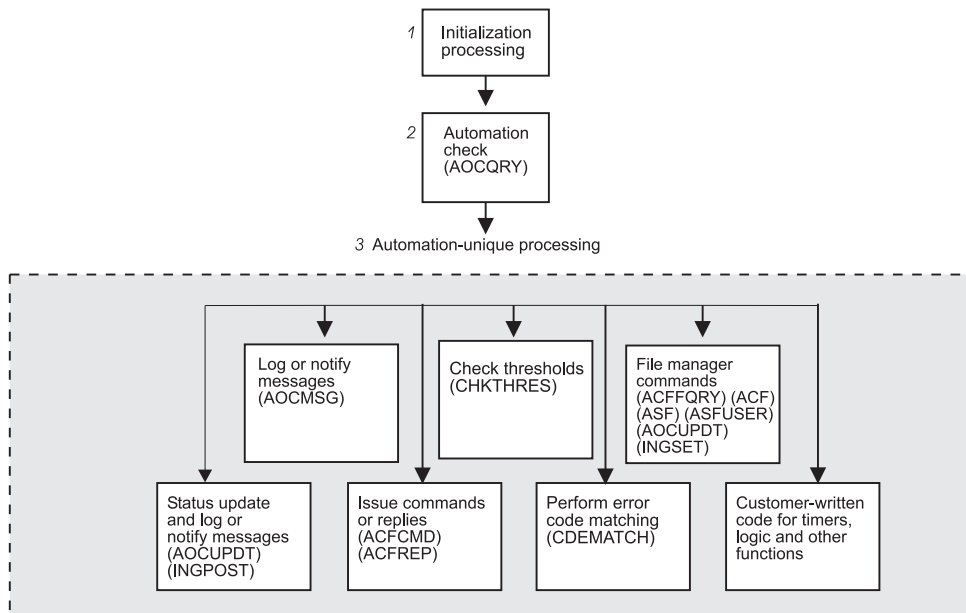 1 Initialization
processing
2 Automation
check
(AOCQRY)
3 Automation-unique processing
Log or notify
messages
(AOCMSG)
Check thresholds
(CHKTHRES)
File manager
commands
(ACFFQRY) (ACF)
(ASF) (ASFUSER)
(AOCUPDT)
(INGSET)
Status update
and log or
notify messages
(AOCUPDT)
(INGPOST)
Issue commands
or replies
(ACFCMD)
(ACFREP)
Perform error
code matching
(CDEMATCH)
Customer-written
code for timers,
logic and other
functions